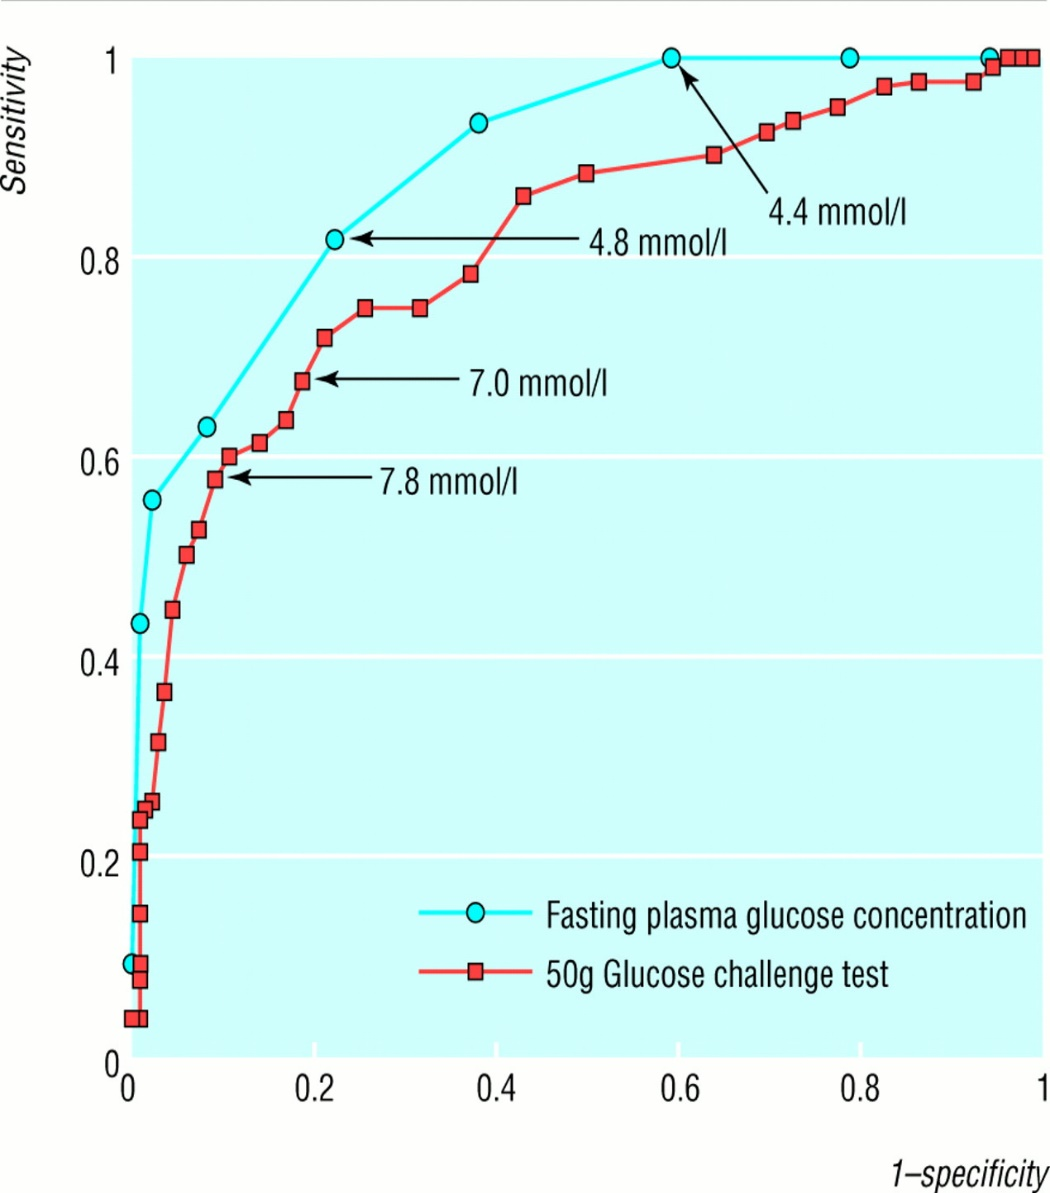 Sensitivity
1
4.4 mmol/l
4.8 mmol/l
0.8
7.0 mmol/l
0.6
7.8 mmol/l
0.4
0.2
Fasting plasma glucose concentration
50g Glucose challenge test
0
0 0.2 0.4 0.6 0.8 1
1–specificity